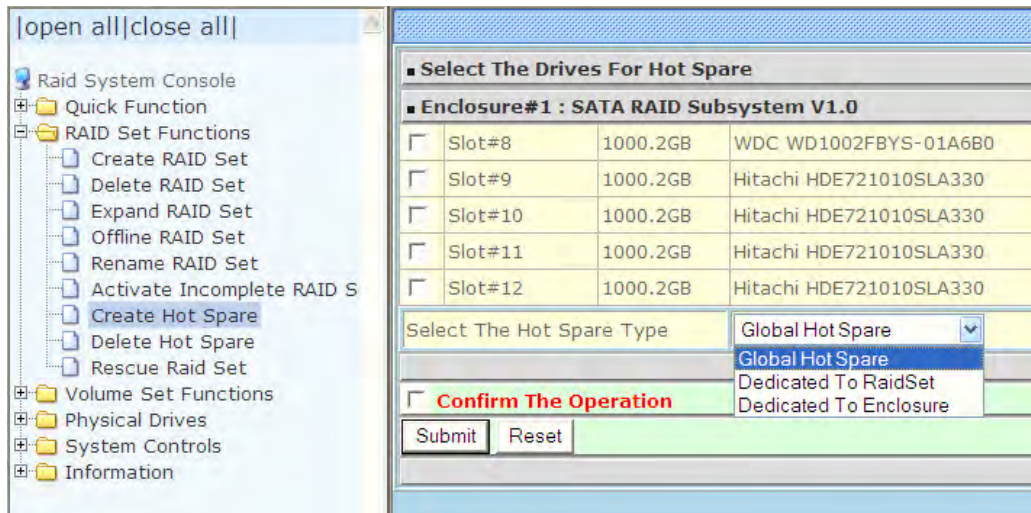 |open all|close all|
Raid System Console
Quick Function
RAID Set Functions
Create RAID Set
Delete RAID Set
Expand RAID Set
Offline RAID Set
Rename RAID Set
Activate Incomplete RAID S
Create Hot Spare
Delete Hot Spare
Rescue Raid Set
Volume Set Functions
Physical Drives
System Controls
Information
Select The Drives For Hot Spare
Enclosure#1 : SATA RAID Subsystem V1.0
Slot#8 1000.2GB WDC WD1002FBYS-01A6B0
Slot#9 1000.2GB Hitachi HDE721010SLA330
Slot#10 1000.2GB Hitachi HDE721010SLA330
Slot#11 1000.2GB Hitachi HDE721010SLA330
Slot#12 1000.2GB Hitachi HDE721010SLA330
Select The Hot Spare Type Global Hot Spare
Global Hot Spare
Dedicated To RaidSet
Dedicated To Enclosure
Confirm The Operation
Submit Reset